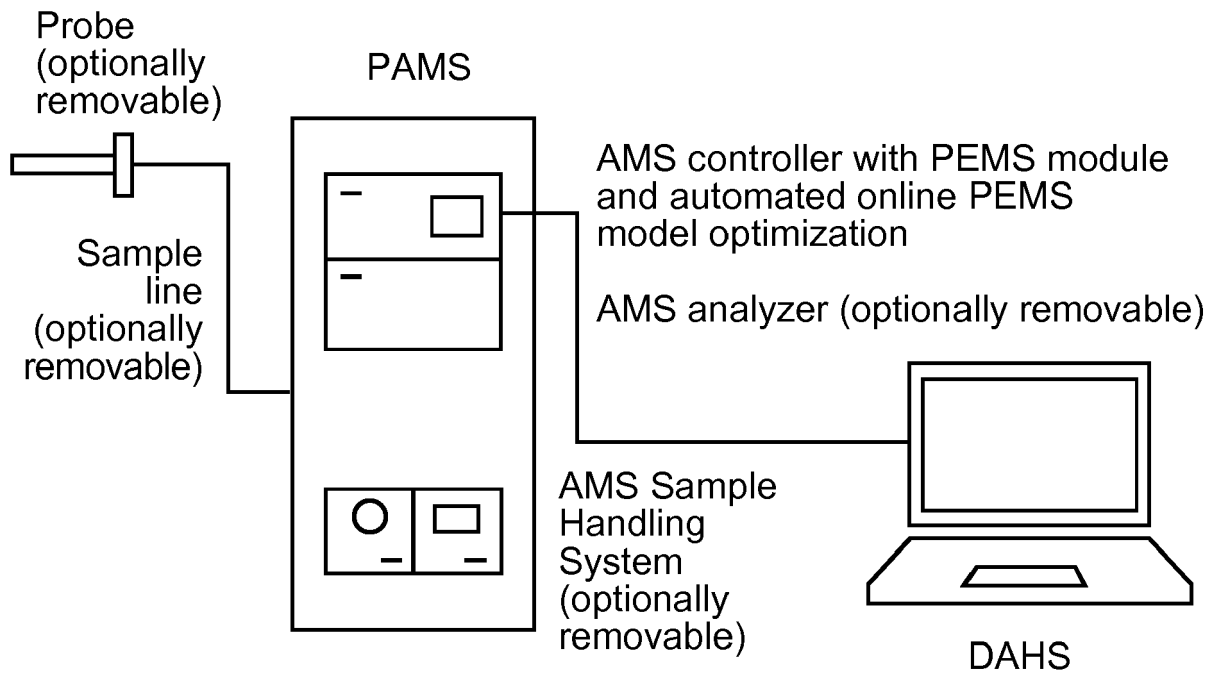 Probe
(optionally
removable)
PAMS
AMS controller with PEMS module
and automated online PEMS
model optimization
Sample
line
(optionally
removable)
AMS analyzer (optionally removable)
AMS Sample
Handling
System
(optionally
removable)
DAHS